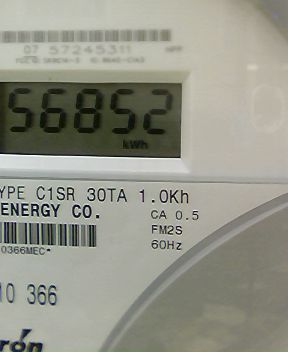 07 57245311
56852
kWh
YPE C1SR 30TA 1.0Kh
ENERGY CO.
CA 0.5
FM2S
60Hz
0366MEC*
10 366
rón